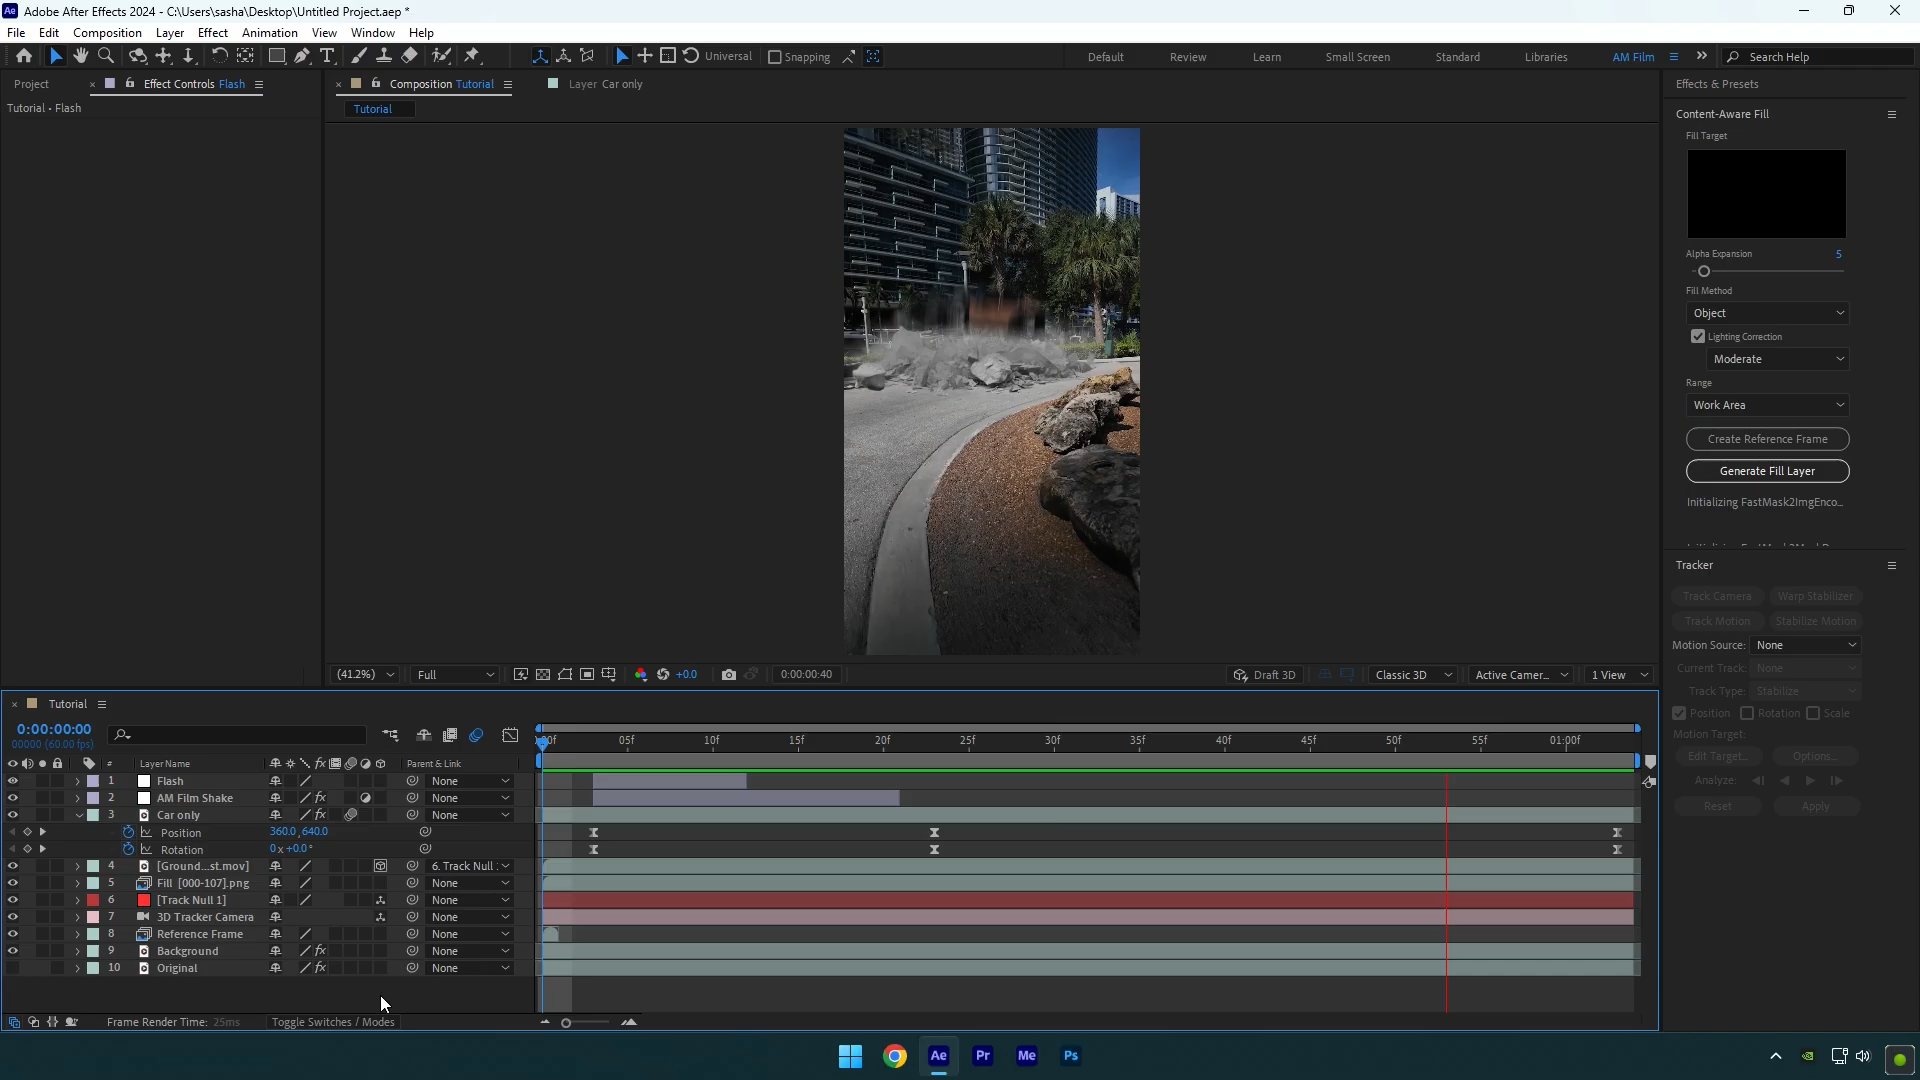 Adobe After Effects 2024 - C:\Users\sasha\Desktop\Untitled Project.aep *
File Edit Composition Layer Effect Animation View Window Help
Universal Snapping Default Review Learn Small Screen Standard Libraries AM Film Search Help
Project Effect Controls Flash Composition Tutorial Layer Car only Effects & Presets
Tutorial • Flash
Tutorial
Content-Aware Fill
Fill Target
Alpha Expansion 5
Fill Method
Object
Lighting Correction
Moderate
Range
Work Area
Create Reference Frame
Generate Fill Layer
Initializing FastMask2ImgEnco...
Tracker
Track Camera Warp Stabilizer
Track Motion Stabilize Motion
Motion Source: None
Current Track: None
Track Type: Stabilize
Position Rotation Scale
Motion Target:
Edit Target... Options...
Analyze:
Reset Apply
(41.2%) Full +0.0 0:00:00:40 Draft 3D Classic 3D Active Camer... 1 View
Tutorial
0:00:00:00
00000 (60.00 fps)
05f 10f 15f 20f 25f 30f 35f 40f 45f 50f 55f 01:00f
# Layer Name Parent & Link
1 Flash None
2 AM Film Shake fx None
3 Car only fx None
Position 360.0, 640.0
Rotation 0x+0.0°
4 [Ground...st.mov] 6. Track Null
5 Fill [000-107].png None
6 [Track Null 1] None
7 3D Tracker Camera None
8 Reference Frame None
9 Background fx None
10 Original fx None
Frame Render Time: 25ms Toggle Switches / Modes
Ae Pr Me Ps